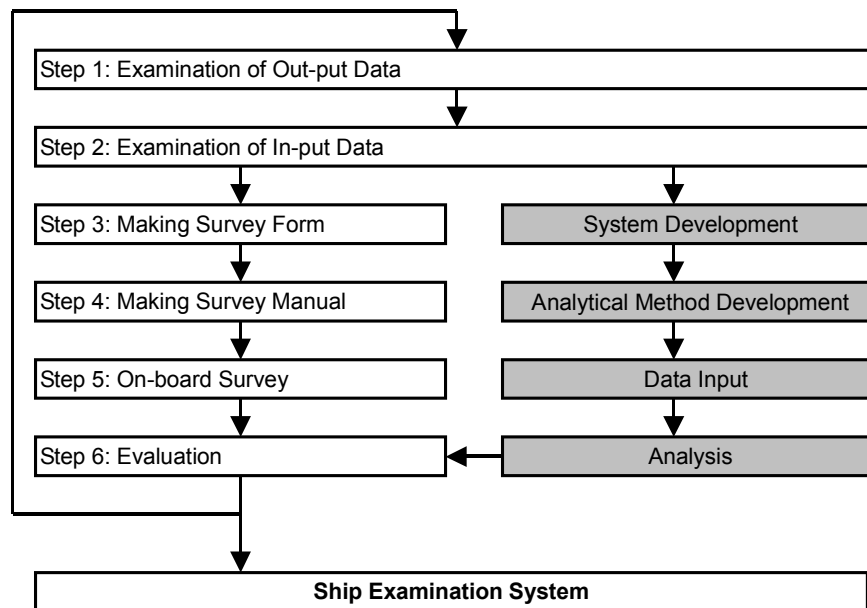 Step 1: Examination of Out-put Data
Step 2: Examination of In-put Data
Step 3: Making Survey Form
System Development
Step 4: Making Survey Manual
Analytical Method Development
Step 5: On-board Survey
Data Input
Step 6: Evaluation
Analysis
Ship Examination System